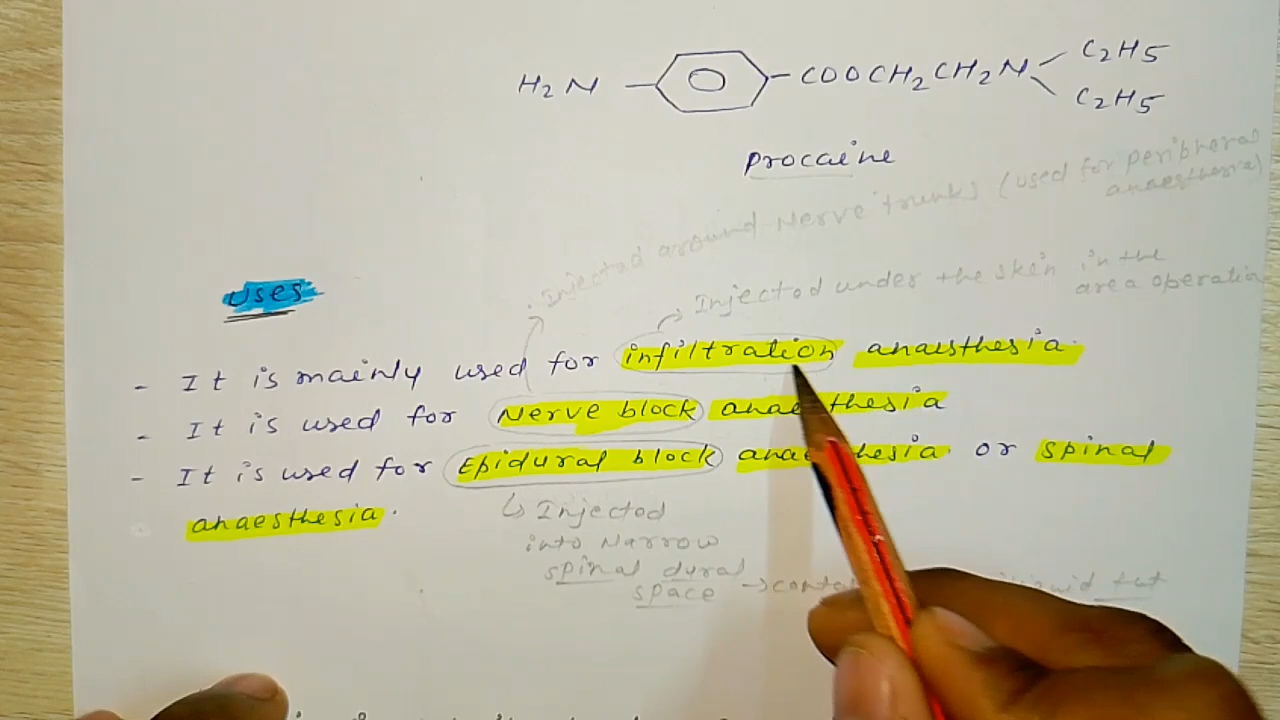 H2N - COOCH2CH2N C2H5
C2H5
Procaine
Injected around Nerve trunks (used for peripheral
anaesthesia)
Injected under the skin in the
area operation
Uses
- It is mainly used for infiltration anaesthesia.
- It is used for Nerve block anaesthesia
- It is used for Epidural block anaesthesia. or spinal
anaesthesia.
Injected
into Narrow
spinal dural
space → fat